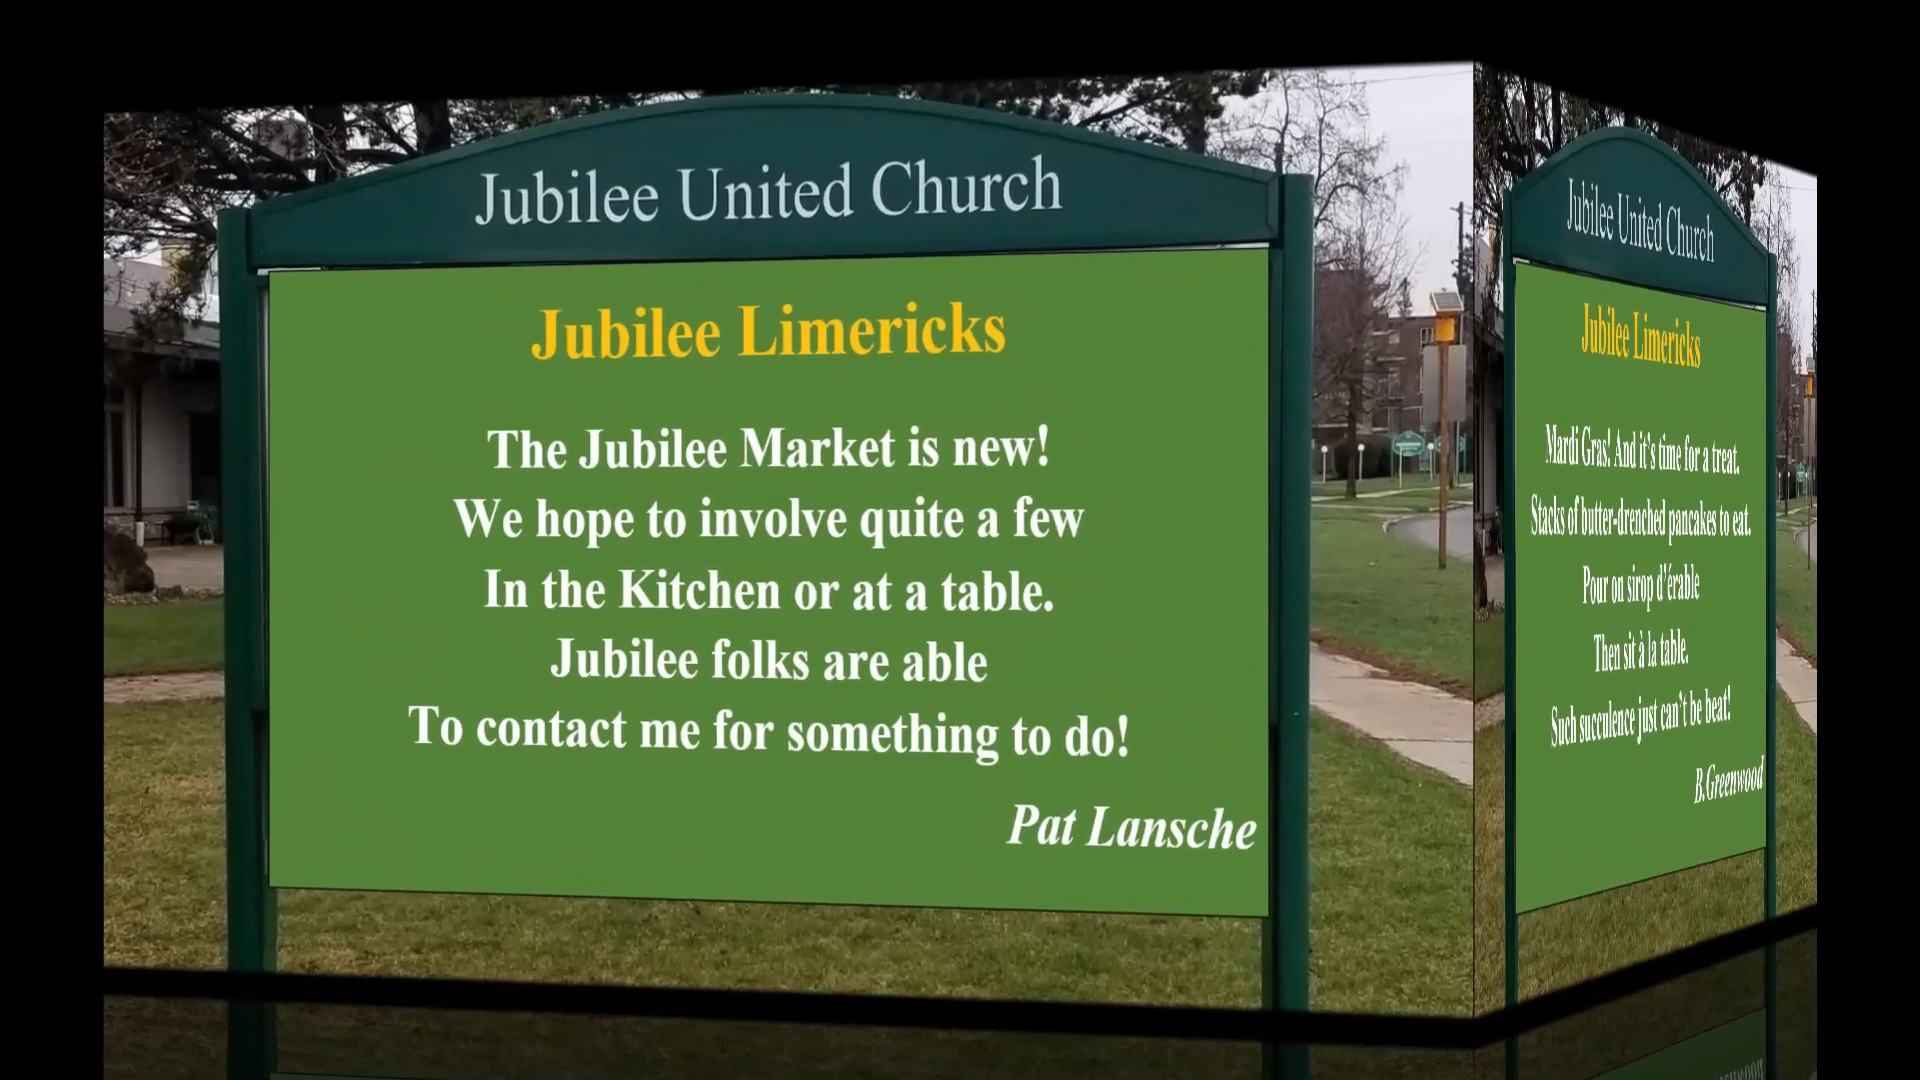 Jubilee United Church
Jubilee Limericks
The Jubilee Market is new!
We hope to involve quite a few
In the Kitchen or at a table.
Jubilee folks are able
To contact me for something to do!
Pat Lansche
Jubilee United Church
Jubilee Limericks
Mardi Gras! And it's time for a treat.
Stacks of butter-drenched pancakes to eat.
Pour on sirop d'érable
Then sit à la table.
Such succulence just can't be beat!
B.Greenwood